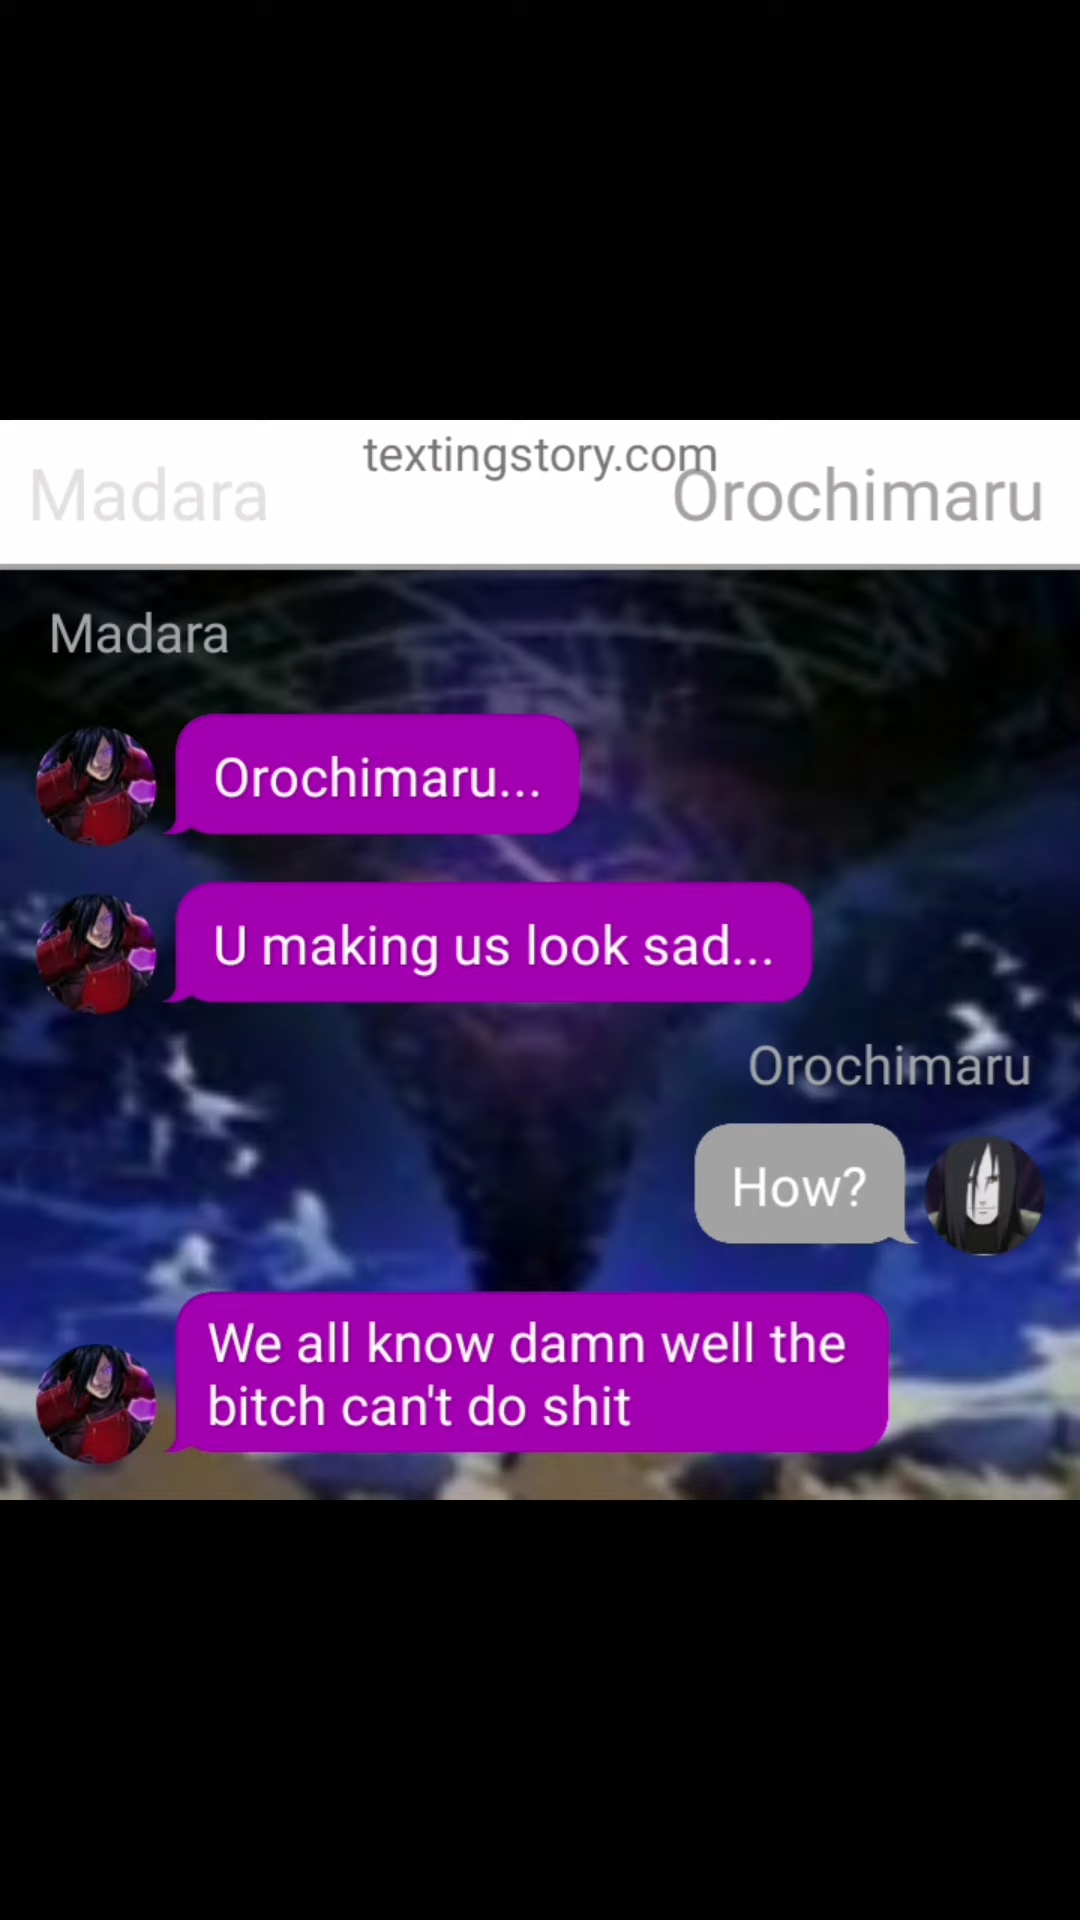 textingstory.com
Madara
Orochimaru
Madara
Orochimaru...
U making us look sad...
Orochimaru
How?
We all know damn well the
bitch can't do shit